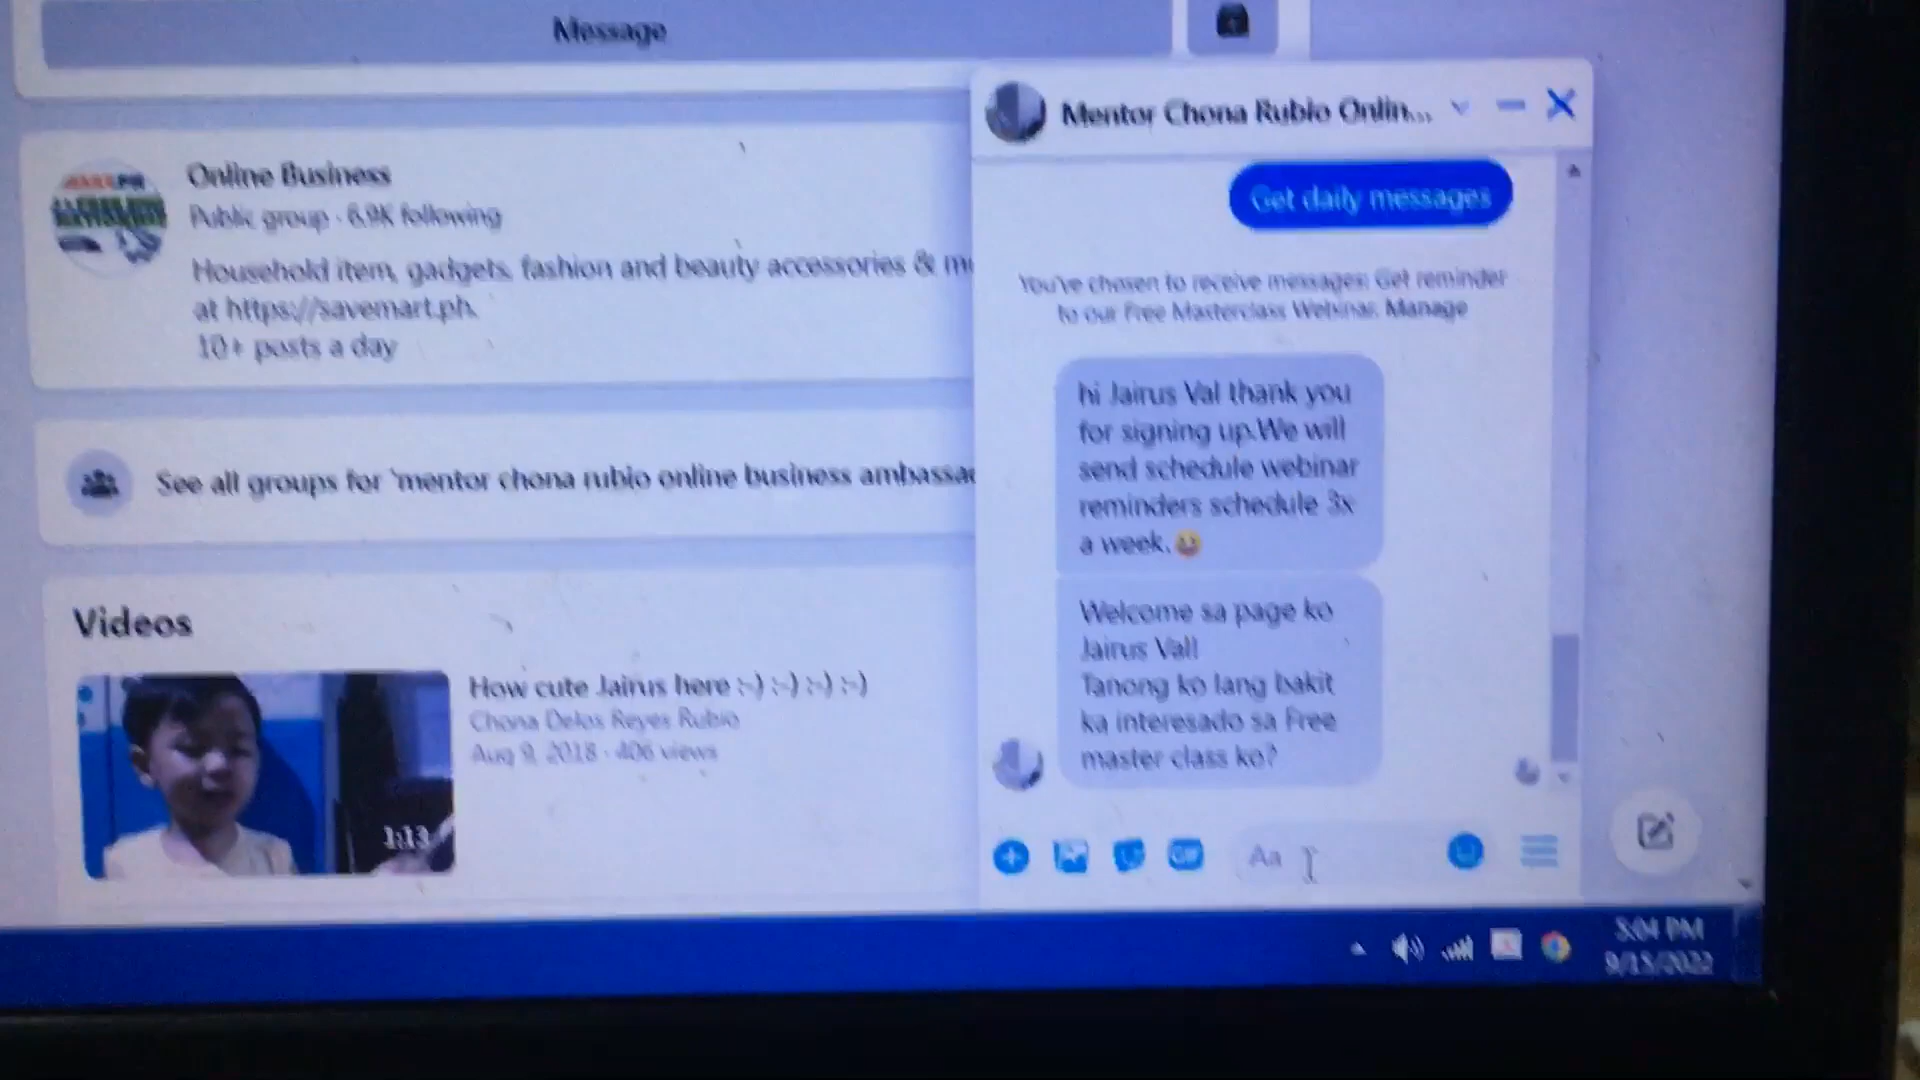 Message
Online Business
Public group · 6.9K following
Household item, gadgets, fashion and beauty accessories &
at https://savemart.ph.
10+ posts a day
See all groups for 'mentor chona rubio online business
Videos
1:13
How cute Jairus here :-) :-) :-) :-)
Chona Delos Reyes Rubio
Aug 9, 2018 · 406 views
Mentor Chona Rubio Onlin...
Get daily messages
You've chosen to receive messages: Get reminder
to our Free Masterclass Webinar. Manage
hi Jairus Val thank you
for signing up.We will
send schedule webinar
reminders schedule 3x
a week.😃
Welcome sa page ko
Jairus Val!
Tanong ko lang bakit
ka interesado sa Free
master class ko?
GIF
Aa
9/15/2022